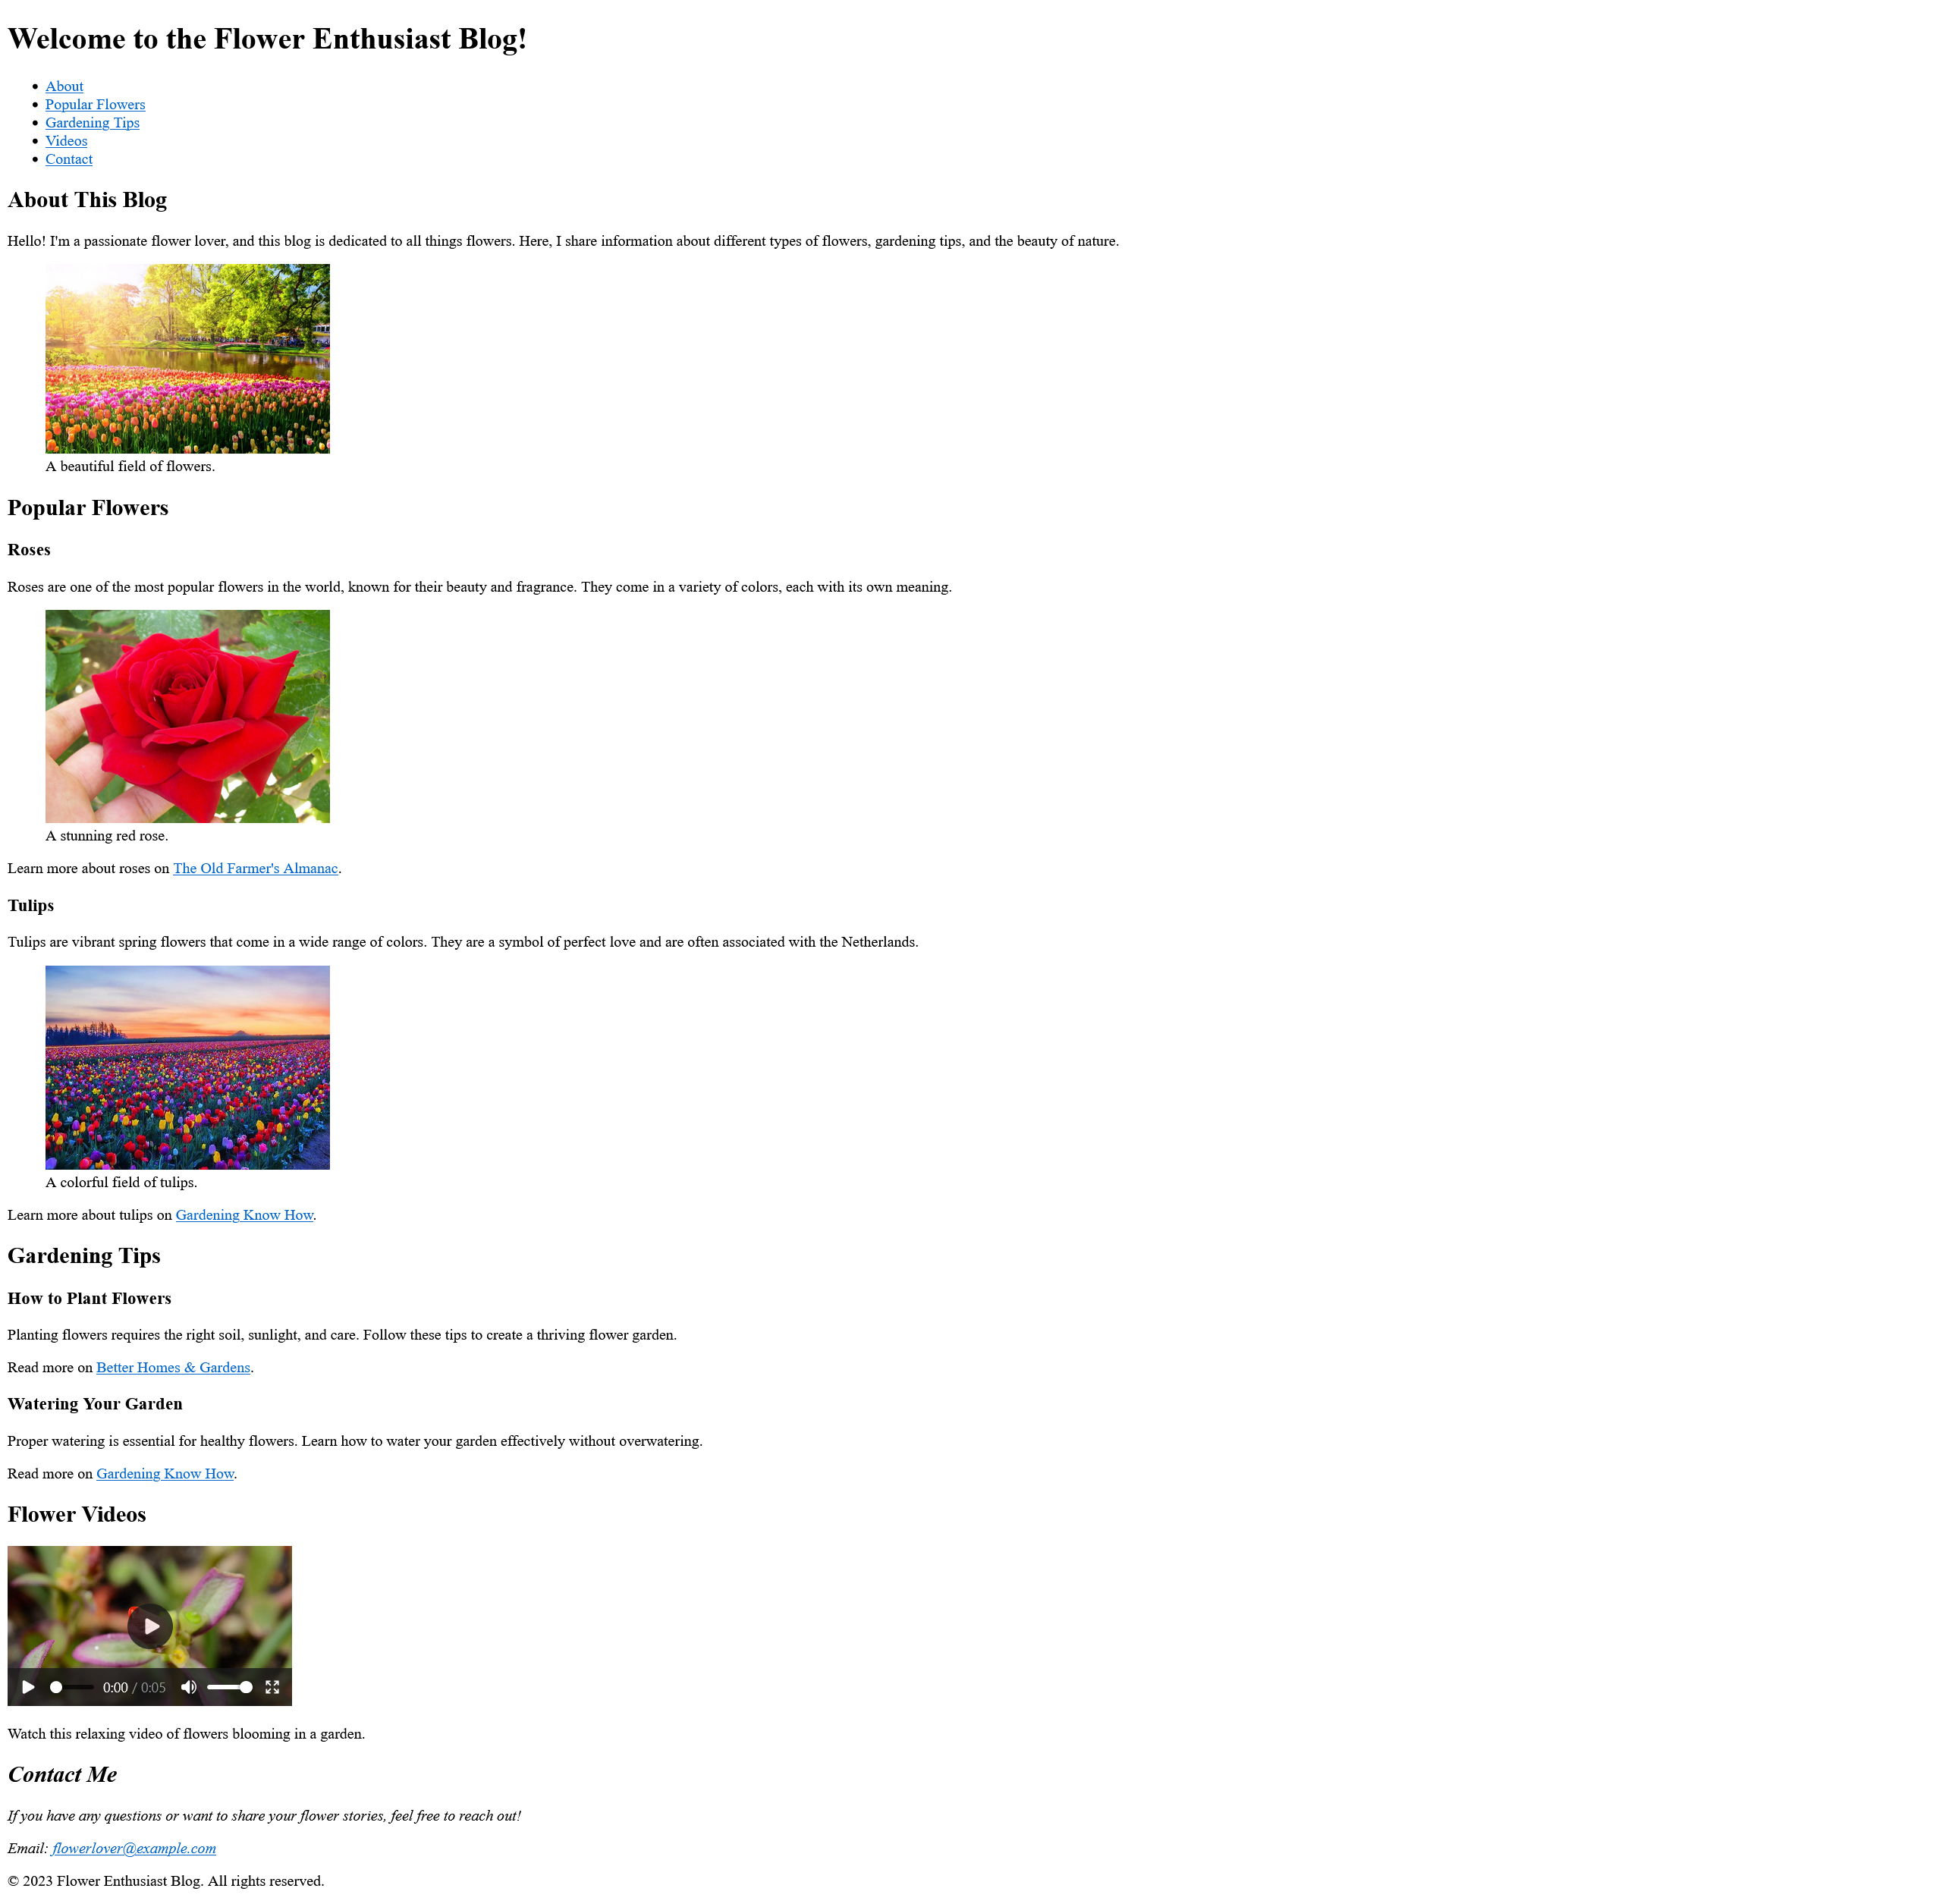 Welcome to the Flower Enthusiast Blog!
About
Popular Flowers
Gardening Tips
Videos
Contact
About This Blog
Hello! I'm a passionate flower lover, and this blog is dedicated to all things flowers. Here, I share information about different types of flowers, gardening tips, and the beauty of nature.
A beautiful field of flowers.
Popular Flowers
Roses
Roses are one of the most popular flowers in the world, known for their beauty and fragrance. They come in a variety of colors, each with its own meaning.
A stunning red rose.
Learn more about roses on The Old Farmer's Almanac.
Tulips
Tulips are vibrant spring flowers that come in a wide range of colors. They are a symbol of perfect love and are often associated with the Netherlands.
A colorful field of tulips.
Learn more about tulips on Gardening Know How.
Gardening Tips
How to Plant Flowers
Planting flowers requires the right soil, sunlight, and care. Follow these tips to create a thriving flower garden.
Read more on Better Homes & Gardens.
Watering Your Garden
Proper watering is essential for healthy flowers. Learn how to water your garden effectively without overwatering.
Read more on Gardening Know How.
Flower Videos
0:00 / 0:05
Watch this relaxing video of flowers blooming in a garden.
Contact Me
If you have any questions or want to share your flower stories, feel free to reach out!
Email: flowerlover@example.com
© 2023 Flower Enthusiast Blog. All rights reserved.